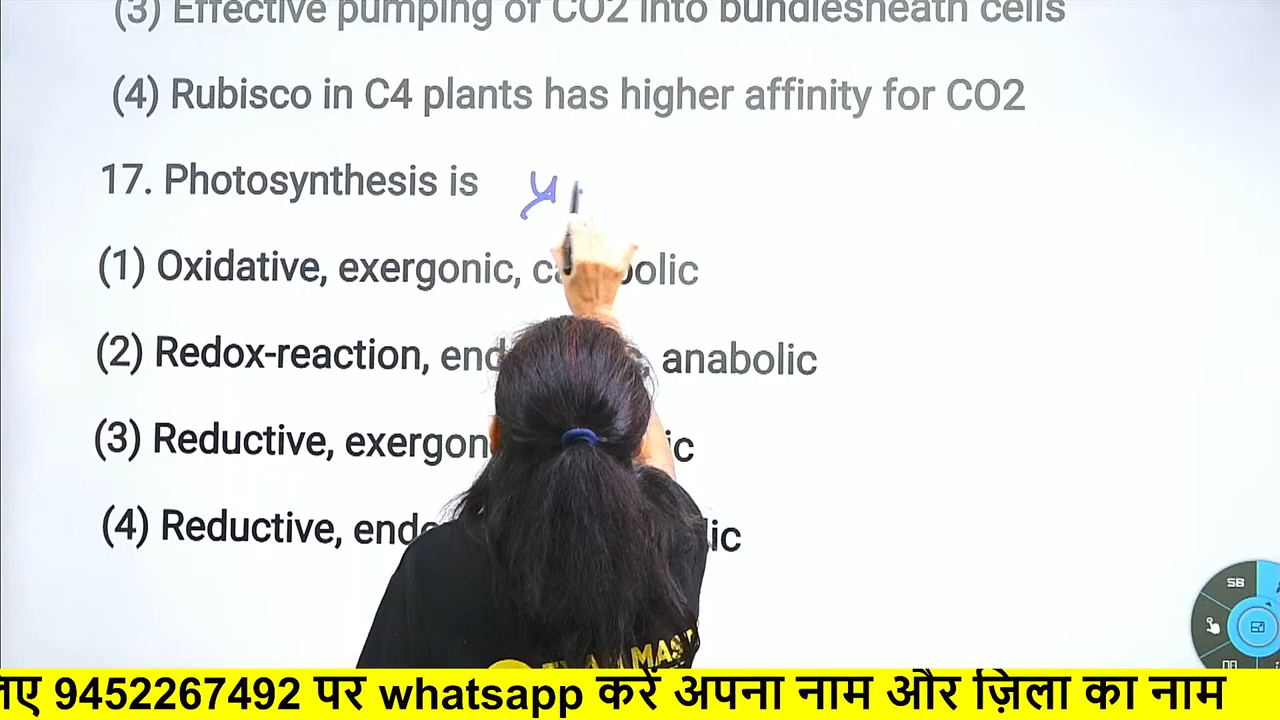 (3) Effective pumping of CO2 into bundlesheath cells
(4) Rubisco in C4 plants has higher affinity for CO2
17. Photosynthesis is
(1) Oxidative, exergonic,
(2) Redox-reaction, anabolic
(3) Reductive,
(4) Reductive,
SB
9452267492 पर whatsapp करें अपना नाम और ज़िला का नाम